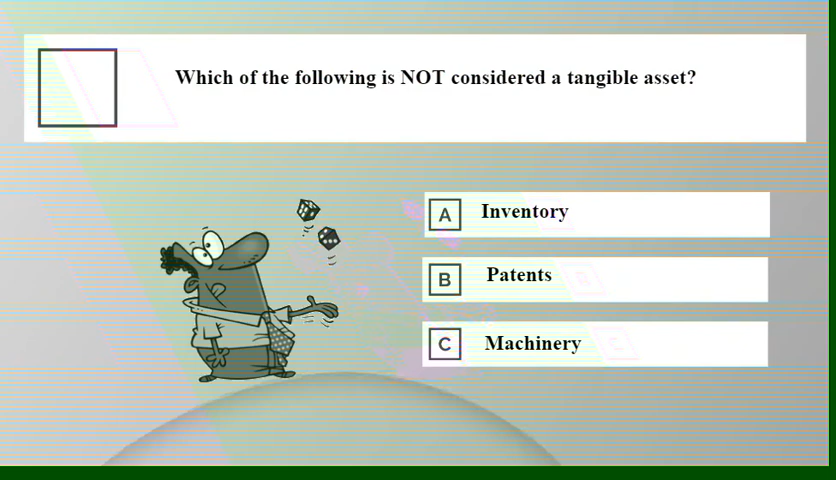 Which of the following is NOT considered a tangible asset?
A Inventory
B Patents
C Machinery